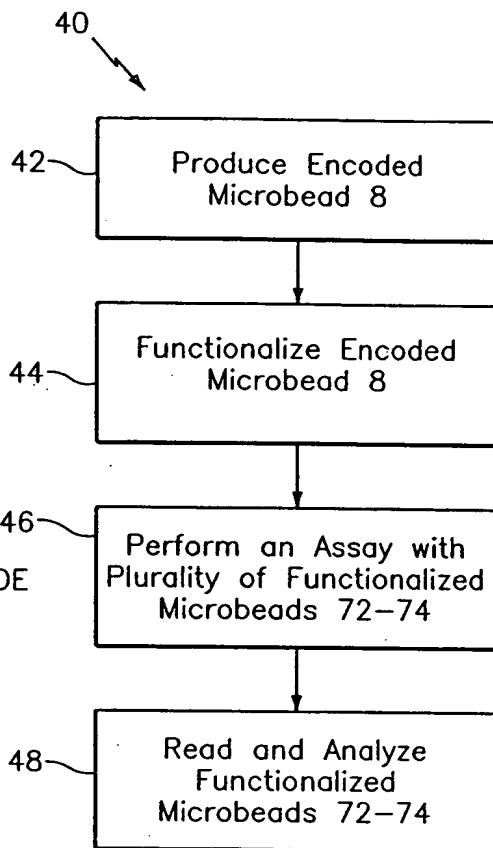 40
42
Produce Encoded
Microbead 8
44
Functionalize Encoded
Microbead 8
46
DE
Perform an Assay with
Plurality of Functionalized
Microbeads 72–74
48
Read and Analyze
Functionalized
Microbeads 72–74